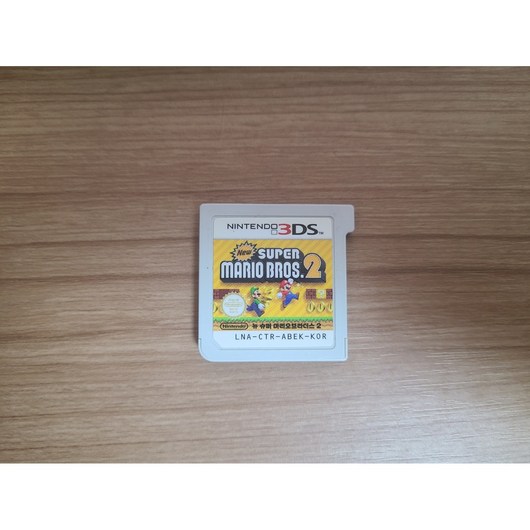 NINTENDO 3DS™
New SUPER
MARIO BROS. 2
Nintendo 뉴 슈퍼 마리오브라더스 2
LNA-CTR-ABEK-KOR